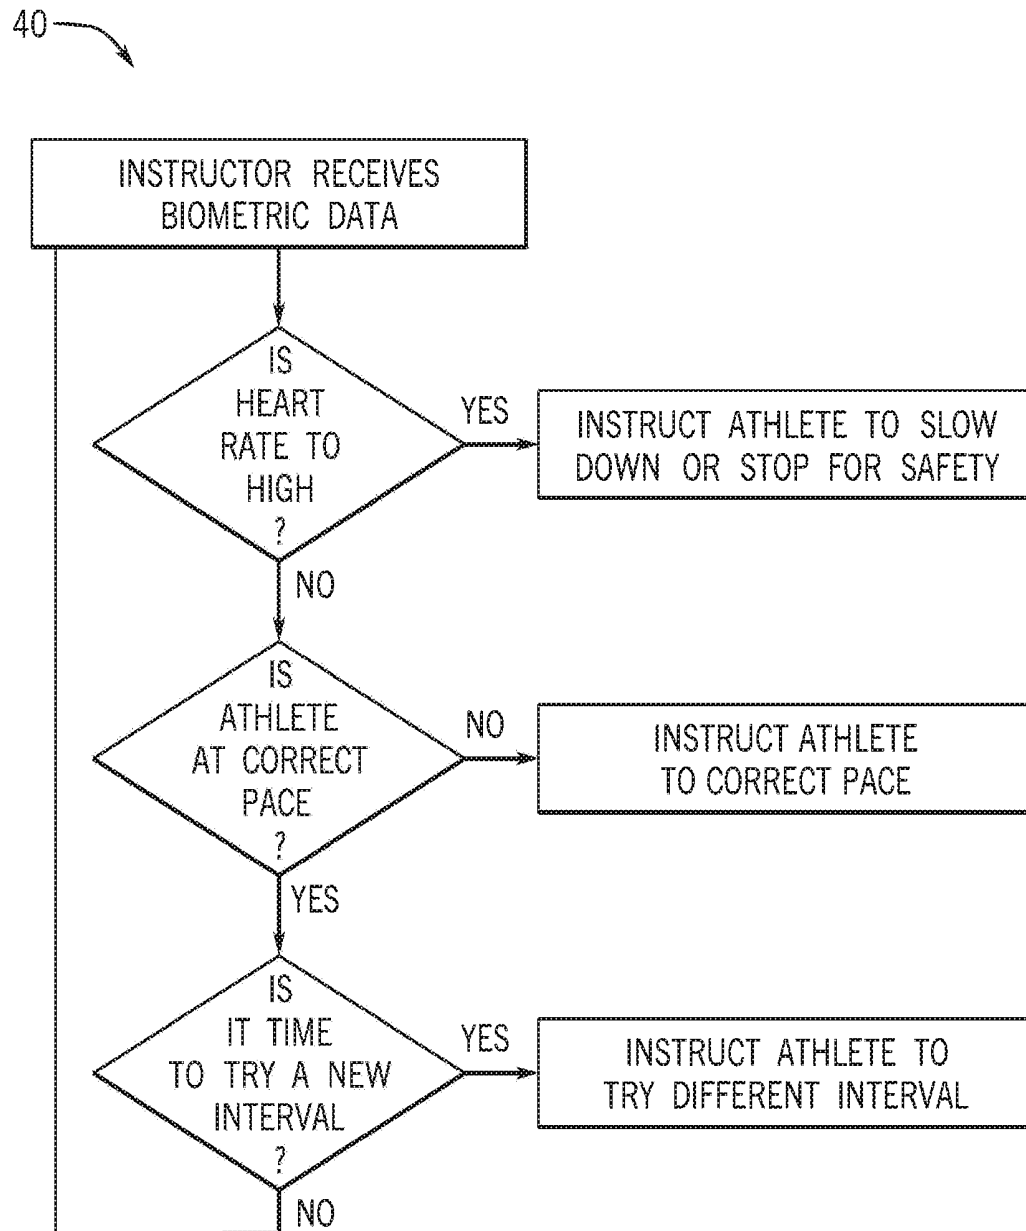 40
INSTRUCTOR RECEIVES
BIOMETRIC DATA
IS
HEART
RATE TO
HIGH
?
YES
INSTRUCT ATHLETE TO SLOW
DOWN OR STOP FOR SAFETY
NO
IS
ATHLETE
AT CORRECT
PACE
?
NO
INSTRUCT ATHLETE
TO CORRECT PACE
YES
IS
IT TIME
TO TRY A NEW
INTERVAL
?
YES
INSTRUCT ATHLETE TO
TRY DIFFERENT INTERVAL
NO